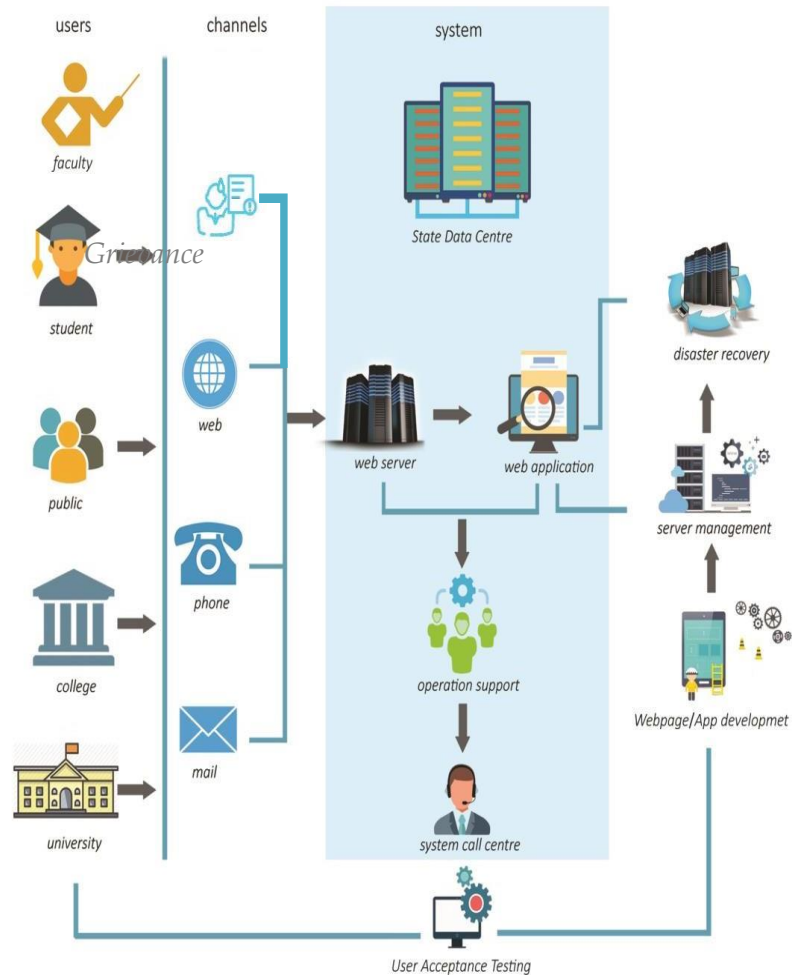 users
channels
system
faculty
State Data Centre
Grievance
student
disaster recovery
web
web server
web application
public
server management
phone
operation support
college
Webpage/App developmet
mail
university
system call centre
User Acceptance Testing